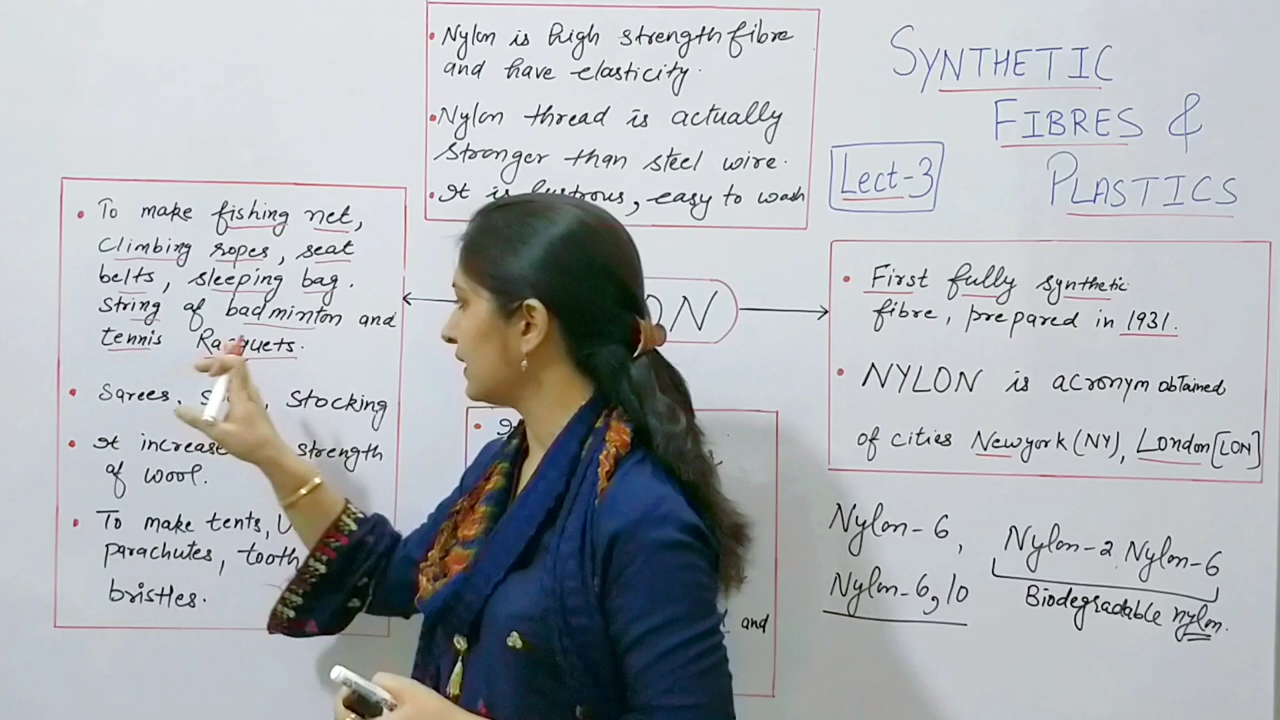 SYNTHETIC
FIBRES &
PLASTICS
Lect-3
• Nylon is high strength fibre
and have elasticity.
• Nylon thread is actually
stronger than steel wire.
• It is lustrous, easy to wash
• To make fishing net,
Climbing ropes, seat
belts, sleeping bag.
String of badminton and
tennis Racquets.
• Sarees, stocking
• It increase strength
of wool.
• To make tents,
parachutes, tooth
bristles.
ON
• First fully synthetic
fibre, prepared in 1931.
• NYLON is acronym obtained
of cities Newyork (NY), London [LON]
and
Nylon-6,
Nylon-6,10
Nylon-2 Nylon-6
Biodegradable nylon.